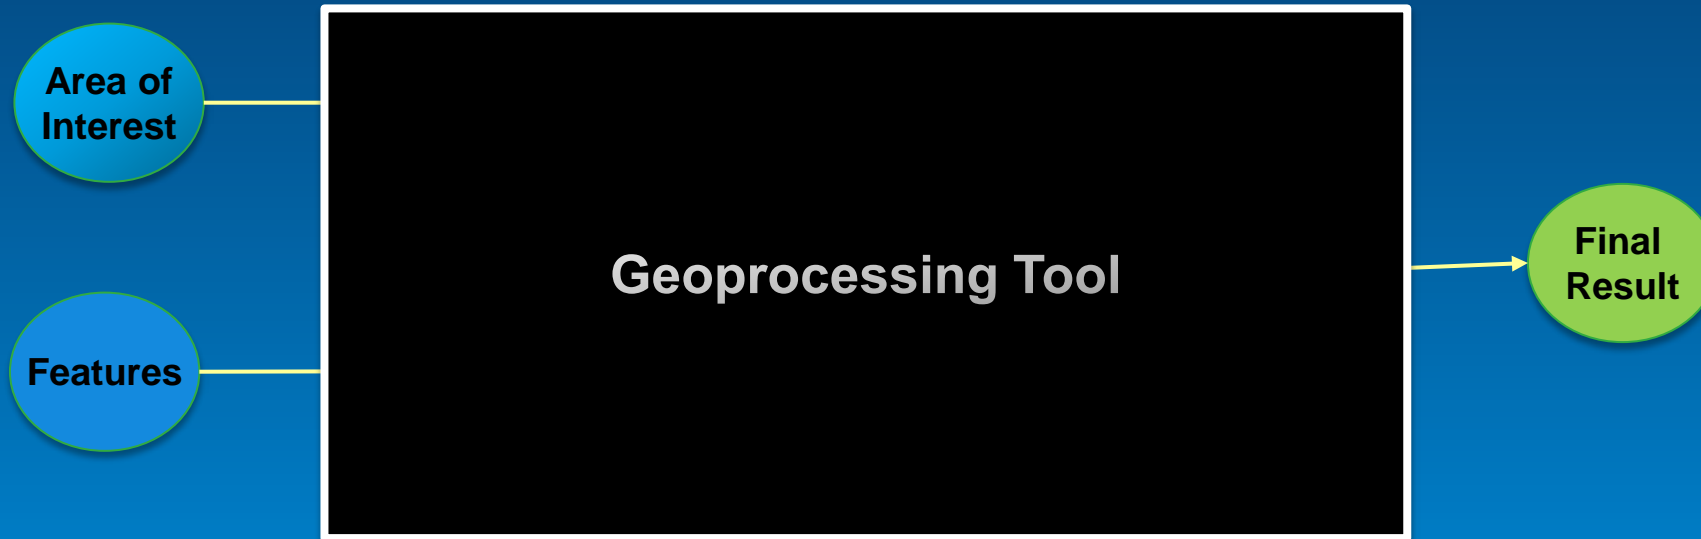 Area of
Interest
Features
Geoprocessing Tool
Final
Result